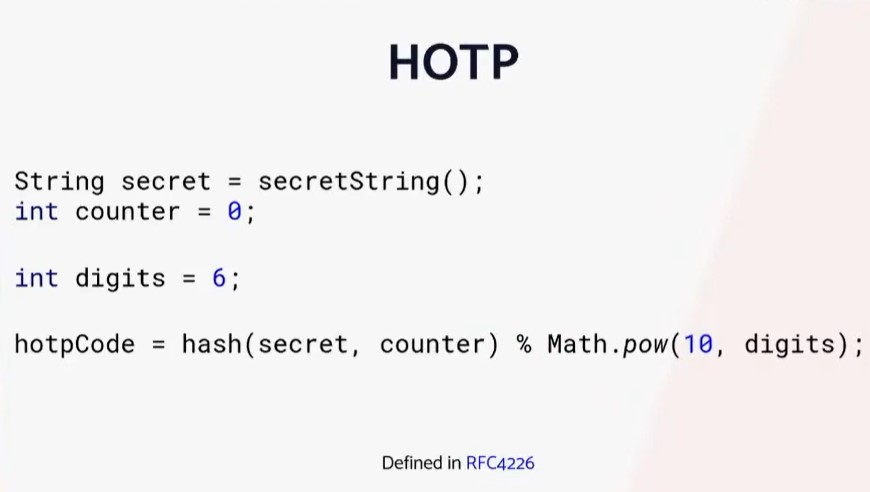 HOTP
String secret = secretString();
int counter = 0;
int digits = 6;
hotpCode = hash(secret, counter) % Math.pow(10, digits);
Defined in RFC4226